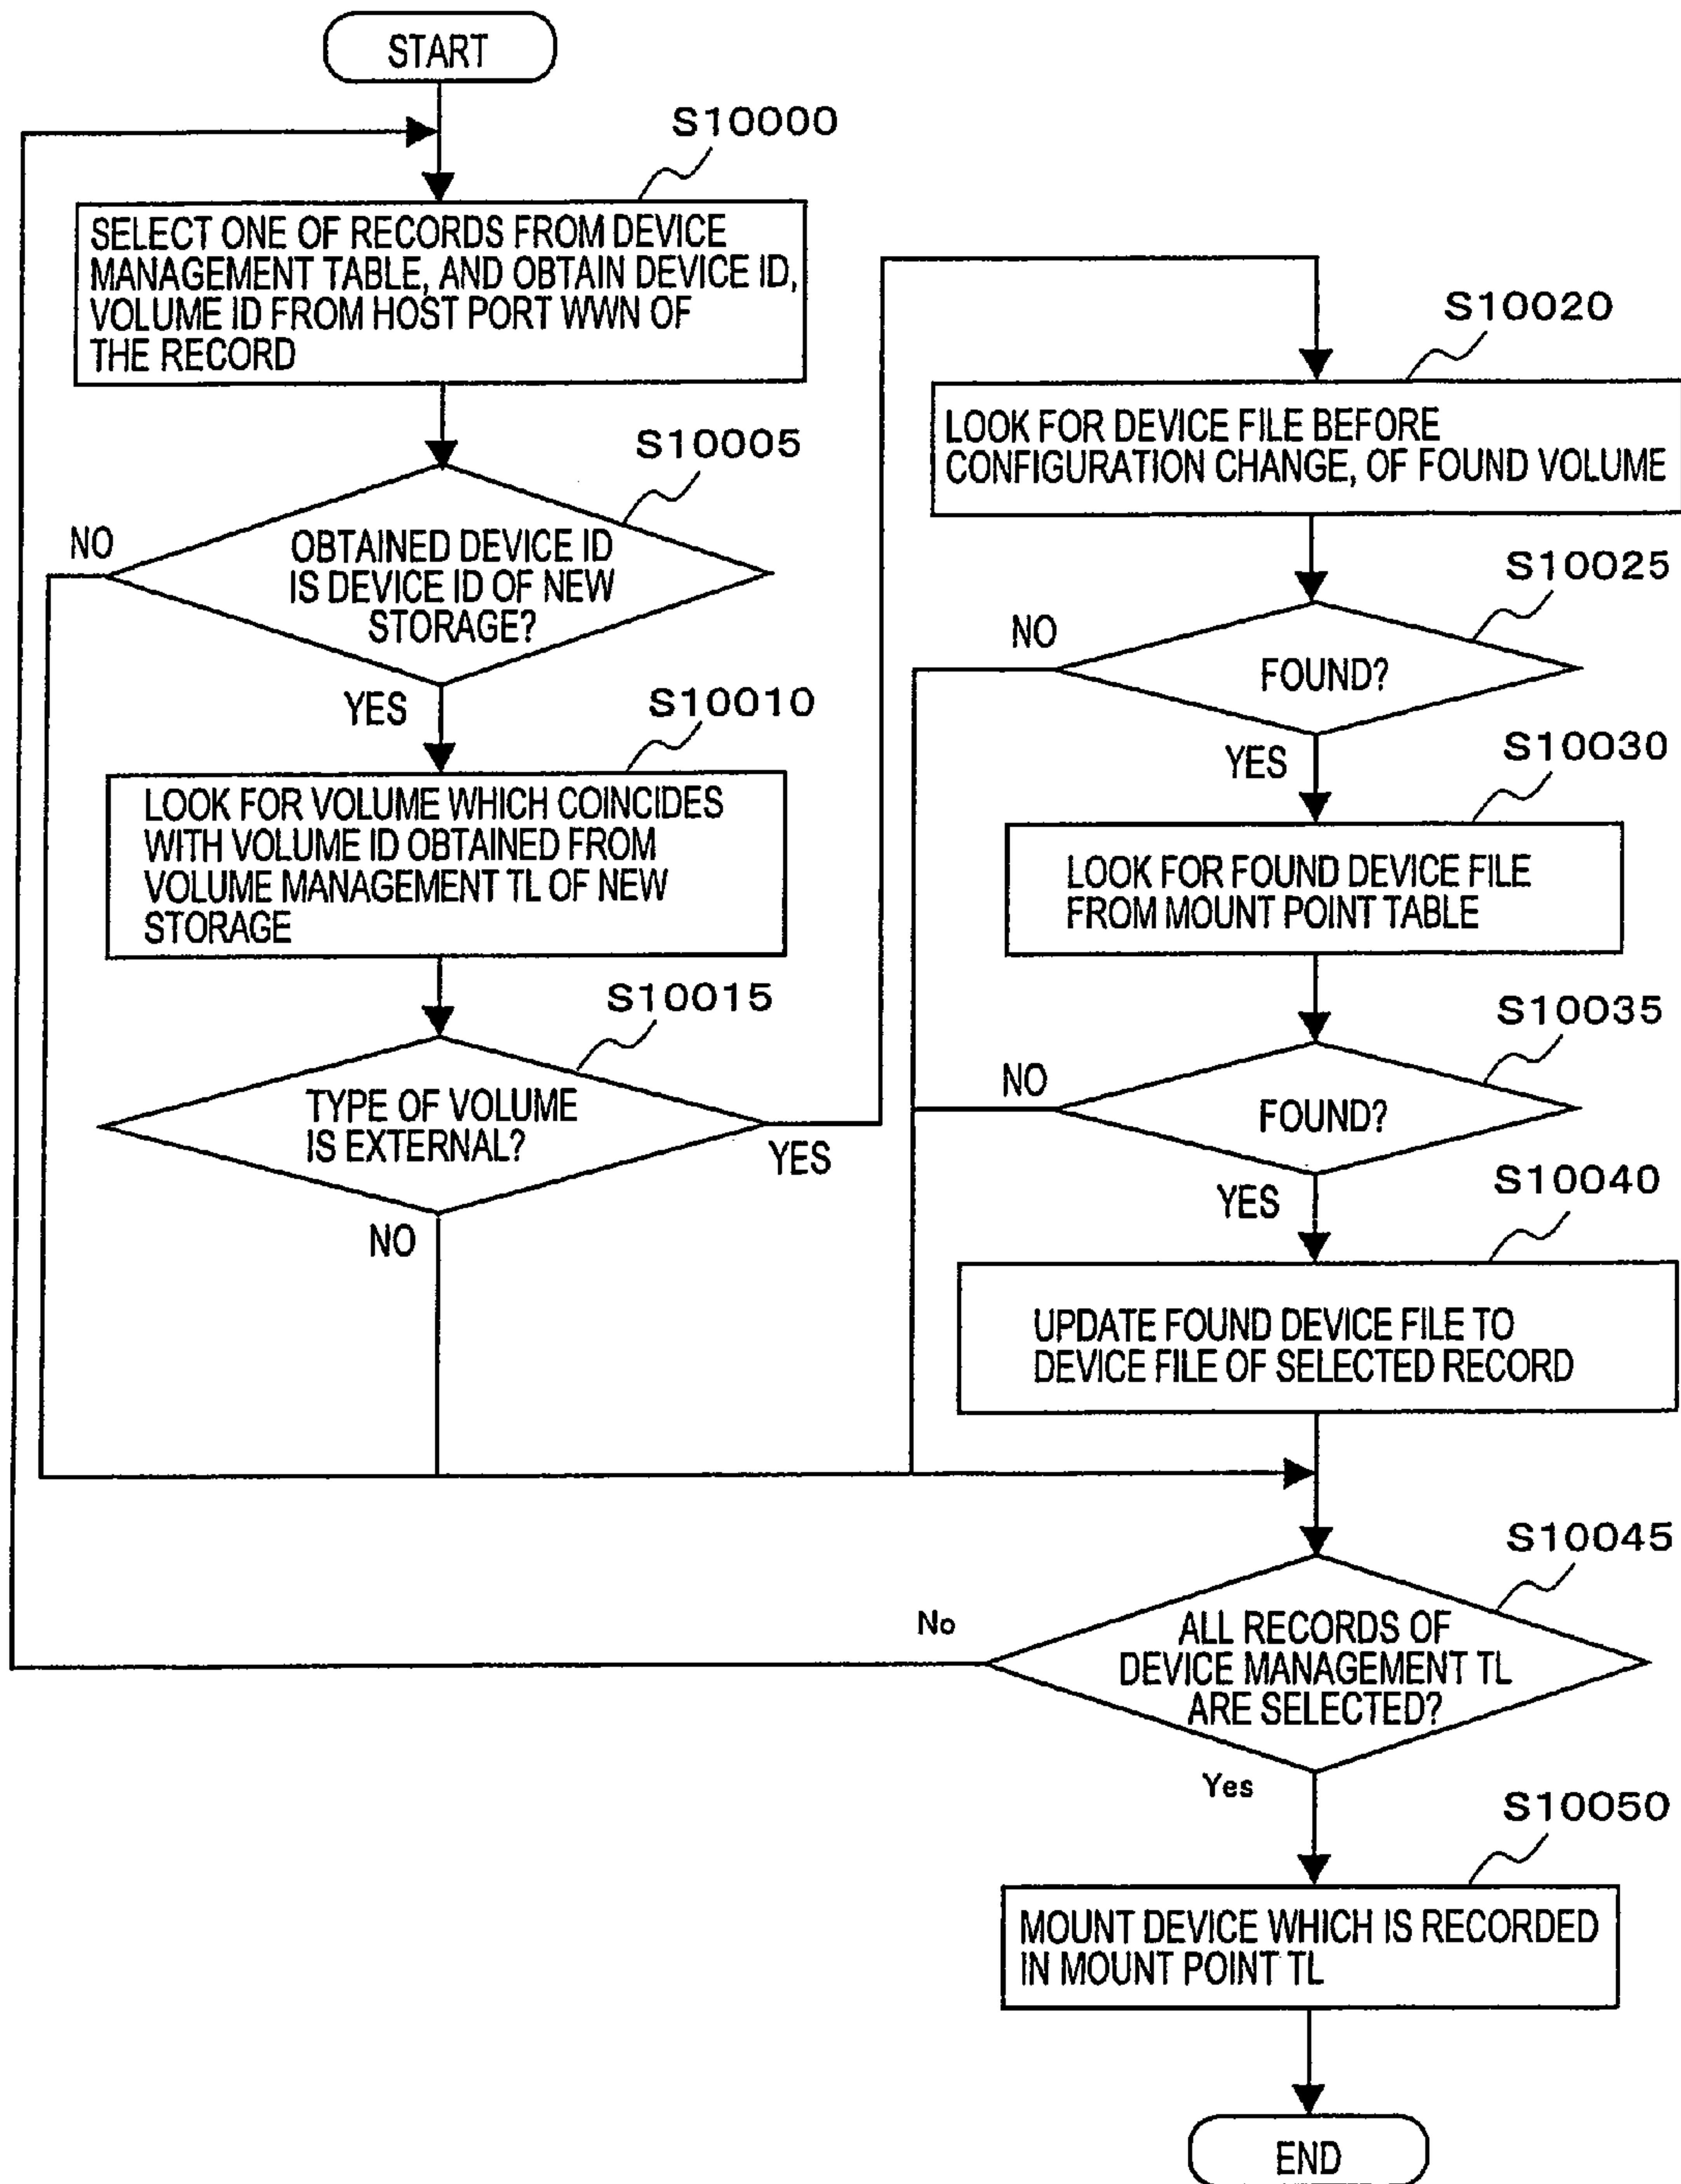 START
S10000
SELECT ONE OF RECORDS FROM DEVICE
MANAGEMENT TABLE, AND OBTAIN DEVICE ID,
VOLUME ID FROM HOST PORT WWN OF
THE RECORD
S10005
NO
OBTAINED DEVICE ID
IS DEVICE ID OF NEW
STORAGE?
YES
S10010
LOOK FOR VOLUME WHICH COINCIDES
WITH VOLUME ID OBTAINED FROM
VOLUME MANAGEMENT TL OF NEW
STORAGE
S10015
TYPE OF VOLUME
IS EXTERNAL?
YES
NO
S10020
LOOK FOR DEVICE FILE BEFORE
CONFIGURATION CHANGE, OF FOUND VOLUME
S10025
NO
FOUND?
YES
S10030
LOOK FOR FOUND DEVICE FILE
FROM MOUNT POINT TABLE
S10035
NO
FOUND?
YES
S10040
UPDATE FOUND DEVICE FILE TO
DEVICE FILE OF SELECTED RECORD
S10045
No
ALL RECORDS OF
DEVICE MANAGEMENT TL
ARE SELECTED?
Yes
S10050
MOUNT DEVICE WHICH IS RECORDED
IN MOUNT POINT TL
END